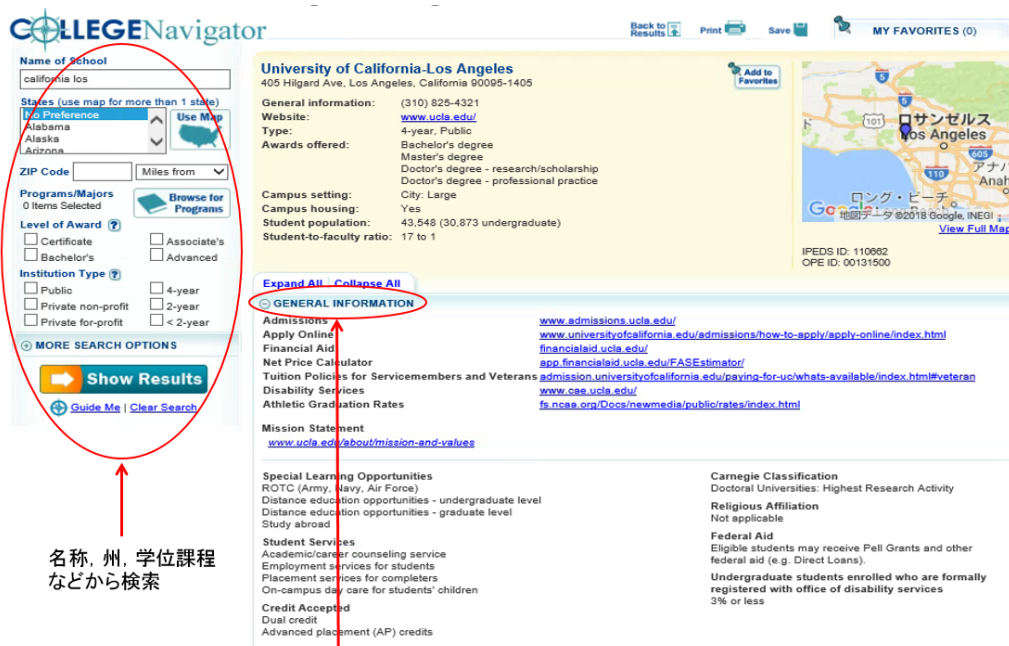 COLLEGENavigator
Back to Results
Print
Save
MY FAVORITES (0)
Name of School
california los
States (use map for more than 1 state)
No Preference
Alabama
Alaska
Arizona
Use Map
ZIP Code
Miles from
Programs/Majors
0 Items Selected
Browse for Programs
Level of Award ?
Certificate
Associate's
Bachelor's
Advanced
Institution Type ?
Public
4-year
Private non-profit
2-year
Private for-profit
< 2-year
MORE SEARCH OPTIONS
Show Results
Guide Me | Clear Search
名称, 州, 学位課程
などから検索
University of California-Los Angeles
405 Hilgard Ave, Los Angeles, California 90095-1405
Add to Favorites
General information: (310) 825-4321
Website: www.ucla.edu/
Type: 4-year, Public
Awards offered: Bachelor's degree
Master's degree
Doctor's degree - research/scholarship
Doctor's degree - professional practice
Campus setting: City: Large
Campus housing: Yes
Student population: 43,548 (30,873 undergraduate)
Student-to-faculty ratio: 17 to 1
5
5
101
ロサンゼルス
Los Angeles
605
110
アナハ
Anah
ロング・ビーチ
Google
地図データ ©2018 Google, INEGI
View Full Map
IPEDS ID: 110662
OPE ID: 00131500
Expand All | Collapse All
GENERAL INFORMATION
Admissions www.admissions.ucla.edu/
Apply Online www.universityofcalifornia.edu/admissions/how-to-apply/apply-online/index.html
Financial Aid financialaid.ucla.edu/
Net Price Calculator app.financialaid.ucla.edu/FASEstimator/
Tuition Policies for Servicemembers and Veterans admission.universityofcalifornia.edu/paying-for-uc/whats-available/index.html#veteran
Disability Services www.cae.ucla.edu/
Athletic Graduation Rates fs.ncaa.org/Docs/newmedia/public/rates/index.html
Mission Statement
www.ucla.edu/about/mission-and-values
Special Learning Opportunities
ROTC (Army, Navy, Air Force)
Distance education opportunities - undergraduate level
Distance education opportunities - graduate level
Study abroad
Student Services
Academic/career counseling service
Employment services for students
Placement services for completers
On-campus day care for students' children
Credit Accepted
Dual credit
Advanced placement (AP) credits
Carnegie Classification
Doctoral Universities: Highest Research Activity
Religious Affiliation
Not applicable
Federal Aid
Eligible students may receive Pell Grants and other
federal aid (e.g. Direct Loans).
Undergraduate students enrolled who are formally
registered with office of disability services
3% or less